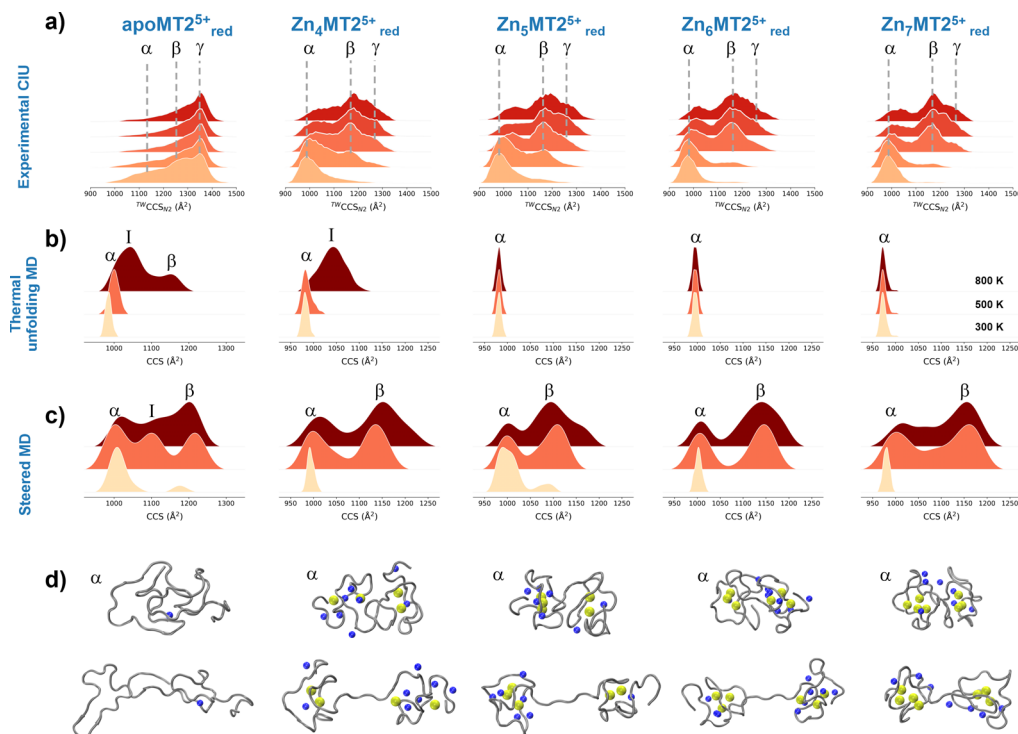 a) apoMT2⁵⁺red Zn₄MT2⁵⁺red Zn₅MT2⁵⁺red Zn₆MT2⁵⁺red Zn₇MT2⁵⁺red
α β γ α β γ α β γ α β γ α β γ
Experimental CIU
900 1000 1100 1200 1300 1400 1500 900 1000 1100 1200 1300 1400 1500 900 1000 1100 1200 1300 1400 1500 900 1000 1100 1200 1300 1400 1500 900 1000 1100 1200 1300 1400 1500
ᵀᵂCCS_N2 (Å²) ᵀᵂCCS_N2 (Å²) ᵀᵂCCS_N2 (Å²) ᵀᵂCCS_N2 (Å²) ᵀᵂCCS_N2 (Å²)
b)
I I
α β α α α α
Thermal
unfolding MD
800 K
500 K
300 K
1000 1100 1200 1300 950 1000 1050 1100 1150 1200 1250 950 1000 1050 1100 1150 1200 1250 950 1000 1050 1100 1150 1200 1250 950 1000 1050 1100 1150 1200 1250
CCS (Å²) CCS (Å²) CCS (Å²) CCS (Å²) CCS (Å²)
c)
α I β α β α β α β α β
Steered MD
1000 1100 1200 1300 950 1000 1050 1100 1150 1200 1250 950 1000 1050 1100 1150 1200 1250 950 1000 1050 1100 1150 1200 1250 950 1000 1050 1100 1150 1200 1250
CCS (Å²) CCS (Å²) CCS (Å²) CCS (Å²) CCS (Å²)
d) α α α α α